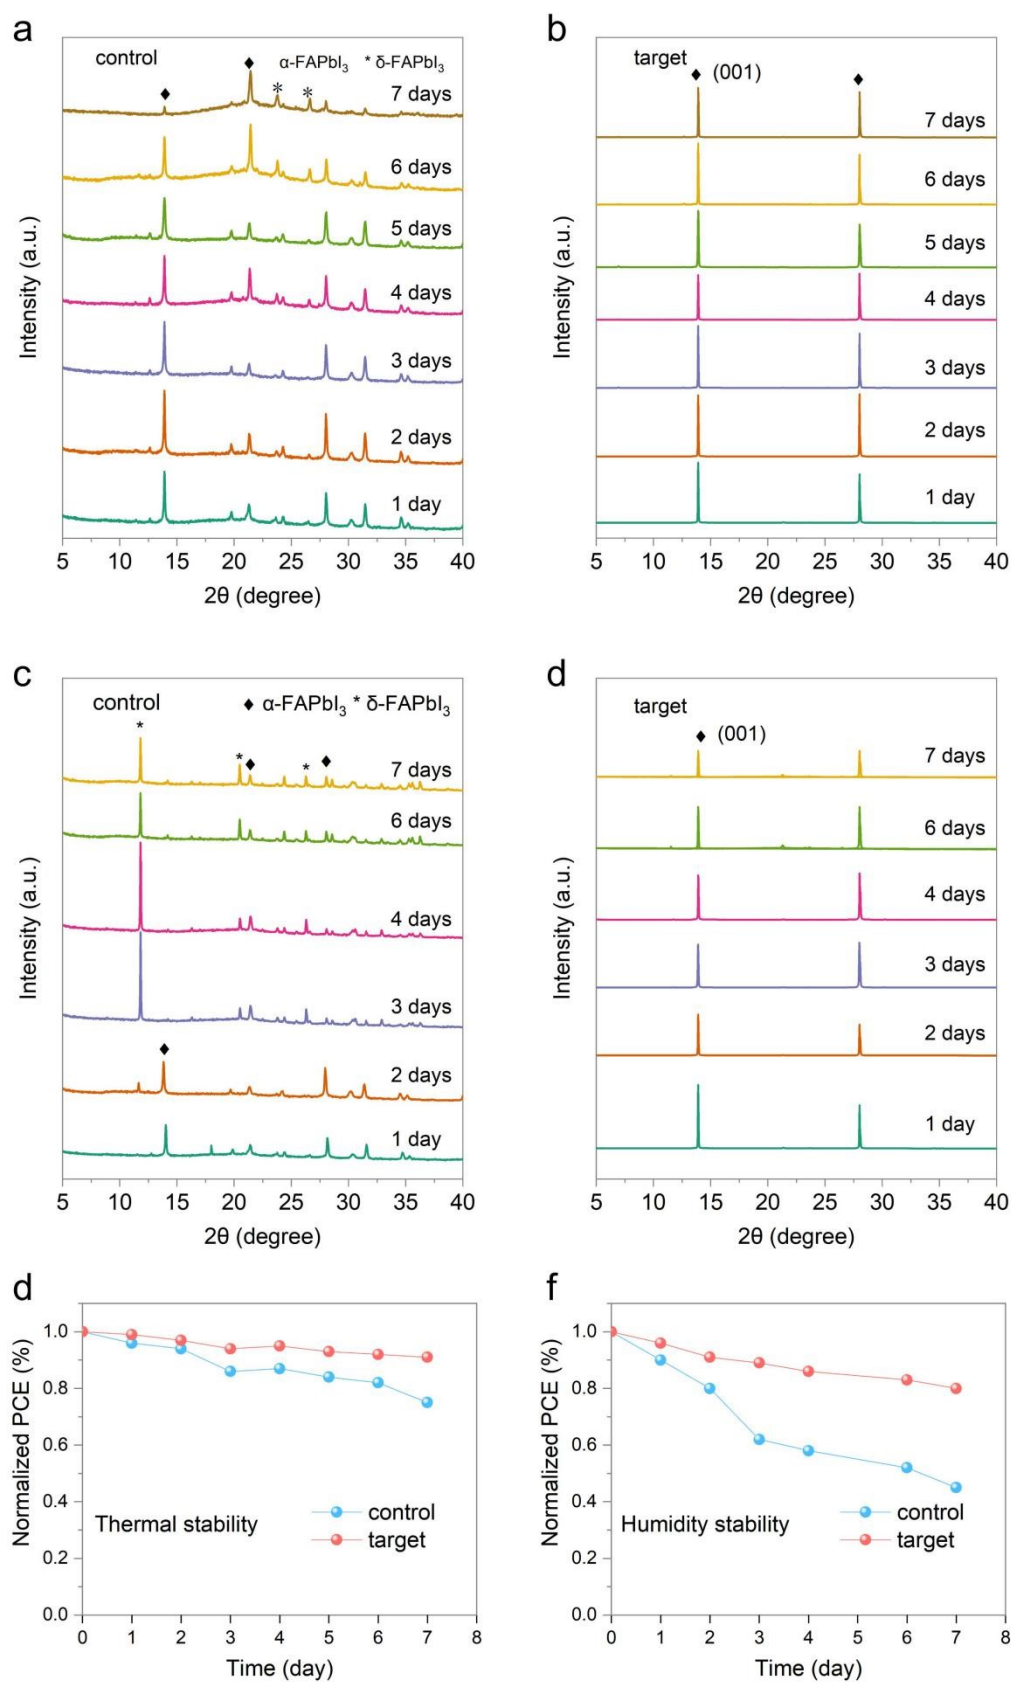 a
control
♦
α-FAPbI₃ * δ-FAPbI₃
♦ * *
7 days
6 days
5 days
4 days
3 days
2 days
1 day
Intensity (a.u.)
5 10 15 20 25 30 35 40
2θ (degree)
b
target
♦ (001) ♦
7 days
6 days
5 days
4 days
3 days
2 days
1 day
Intensity (a.u.)
5 10 15 20 25 30 35 40
2θ (degree)
c
control
♦ α-FAPbI₃ * δ-FAPbI₃
* * ♦ * ♦
7 days
6 days
4 days
3 days
♦
2 days
1 day
Intensity (a.u.)
5 10 15 20 25 30 35 40
2θ (degree)
d
target
♦ (001)
7 days
6 days
4 days
3 days
2 days
1 day
Intensity (a.u.)
5 10 15 20 25 30 35 40
2θ (degree)
d
Normalized PCE (%)
1.0
0.8
0.6
0.4
0.2
0.0
control
Thermal stability
target
0 1 2 3 4 5 6 7 8
Time (day)
f
Normalized PCE (%)
1.0
0.8
0.6
0.4
0.2
0.0
control
Humidity stability
target
0 1 2 3 4 5 6 7 8
Time (day)